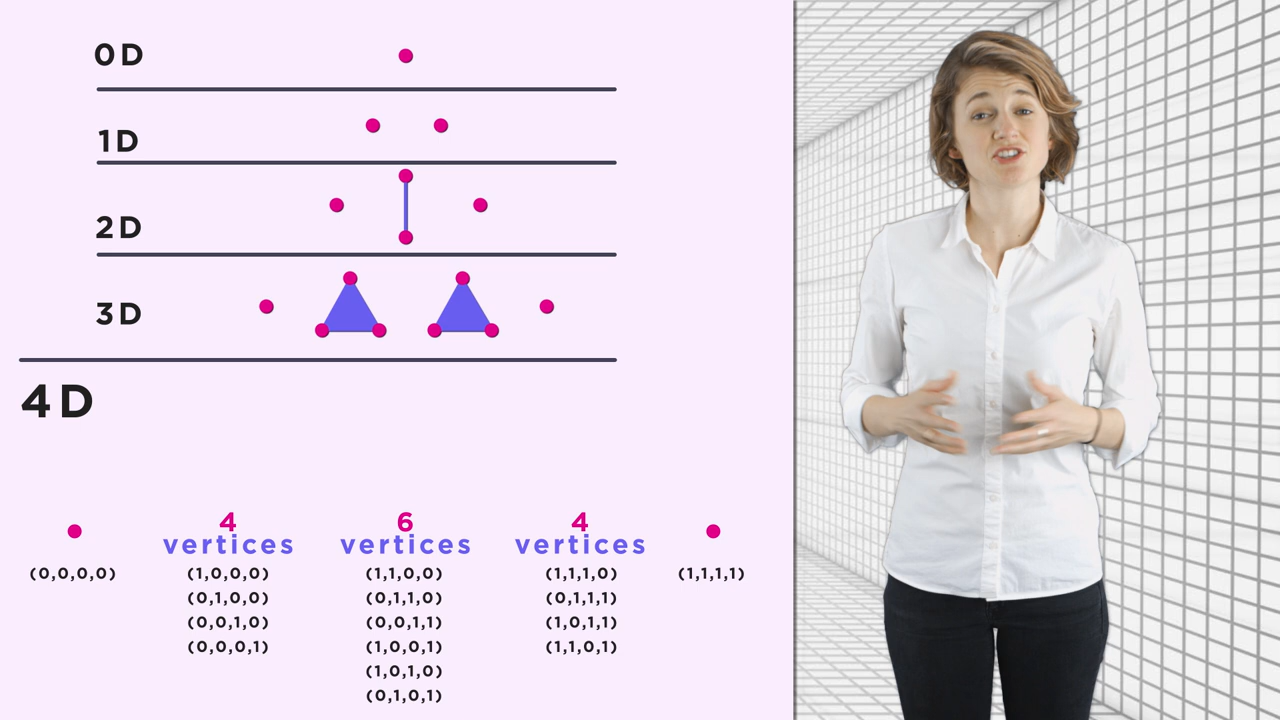 0D
1D
2D
3D
4D
4 6 4
vertices vertices vertices
(0,0,0,0) (1,0,0,0) (1,1,0,0) (1,1,1,0) (1,1,1,1)
(0,1,0,0) (0,1,1,0) (0,1,1,1)
(0,0,1,0) (0,0,1,1) (1,0,1,1)
(0,0,0,1) (1,0,0,1) (1,1,0,1)
(1,0,1,0)
(0,1,0,1)